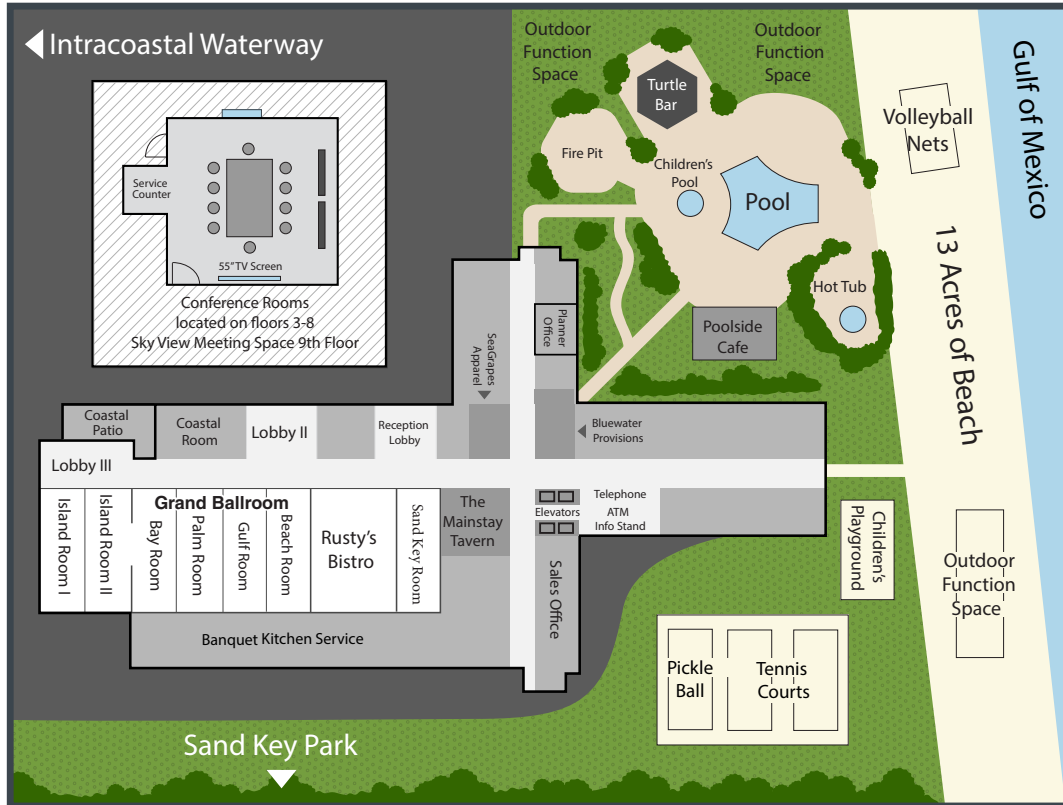 Intracoastal Waterway
Outdoor
Function
Space
Outdoor
Function
Space
Turtle
Bar
Fire Pit
Children's
Pool
Pool
Hot Tub
Poolside
Cafe
Volleyball
Nets
Gulf of Mexico
13 Acres of Beach
Service
Counter
55" TV Screen
Conference Rooms
located on floors 3-8
Sky View Meeting Space 9th Floor
Planner
Office
SeaGrapes
Apparel
Bluewater
Provisions
Coastal
Patio
Coastal
Room
Lobby II
Reception
Lobby
Lobby III
Grand Ballroom
Island Room I
Island Room II
Bay Room
Palm Room
Gulf Room
Beach Room
Rusty's
Bistro
Sand Key Room
The
Mainstay
Tavern
Elevators
Telephone
ATM
Info Stand
Sales Office
Banquet Kitchen Service
Children's
Playground
Outdoor
Function
Space
Pickle
Ball
Tennis
Courts
Sand Key Park